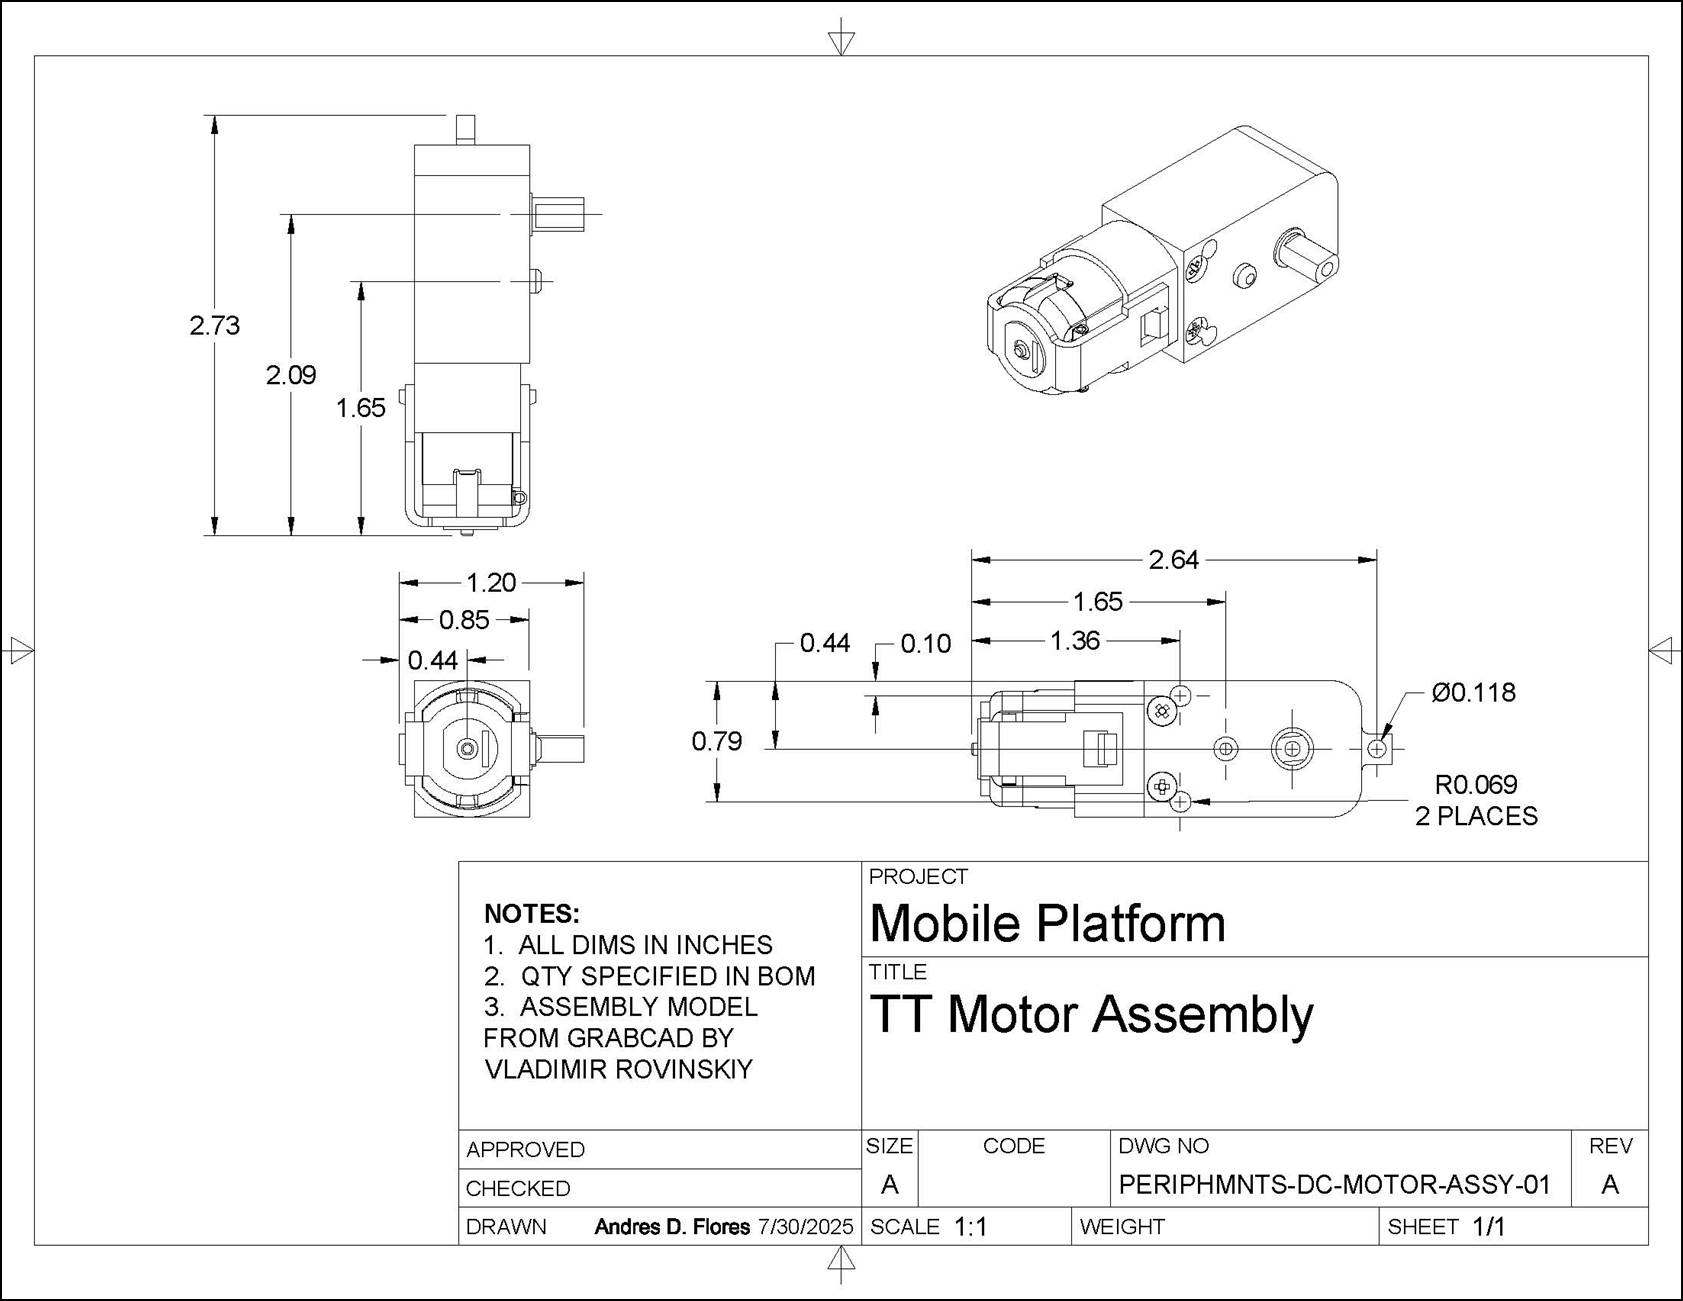 2.73
2.09
1.65
1.20
0.85
0.44
2.64
1.65
1.36
0.44
0.10
0.79
Ø0.118
R0.069
2 PLACES
NOTES:
1. ALL DIMS IN INCHES
2. QTY SPECIFIED IN BOM
3. ASSEMBLY MODEL
FROM GRABCAD BY
VLADIMIR ROVINSKIY
PROJECT
Mobile Platform
TITLE
TT Motor Assembly
APPROVED
CHECKED
DRAWN Andres D. Flores 7/30/2025
SIZE
A
CODE
DWG NO
PERIPHMNTS-DC-MOTOR-ASSY-01
REV
A
SCALE 1:1
WEIGHT
SHEET 1/1